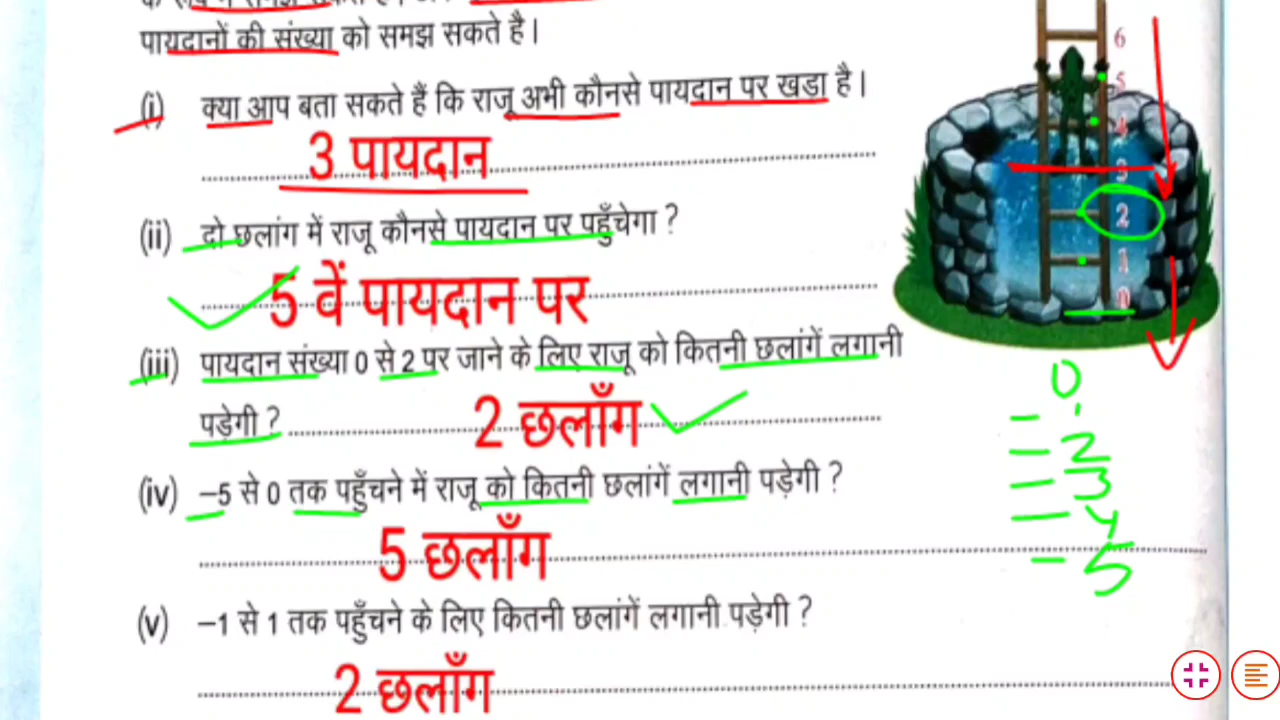 पायदानों की संख्या को समझ सकते है।
(i) क्या आप बता सकते हैं कि राजू अभी कौनसे पायदान पर खडा है।
3 पायदान
(ii) दो छलांग में राजू कौनसे पायदान पर पहुँचेगा ?
5 वें पायदान पर
(iii) पायदान संख्या 0 से 2 पर जाने के लिए राजू को कितनी छलांगें लगानी
पड़ेगी ?
2 छलाँग
(iv) –5 से 0 तक पहुँचने में राजू को कितनी छलांगें लगानी पड़ेगी ?
5 छलाँग
(v) –1 से 1 तक पहुँचने के लिए कितनी छलांगें लगानी पड़ेगी ?
2 छलाँग
6
5
4
3
2
1
0
0
– 2
– 3
– 4
– 5